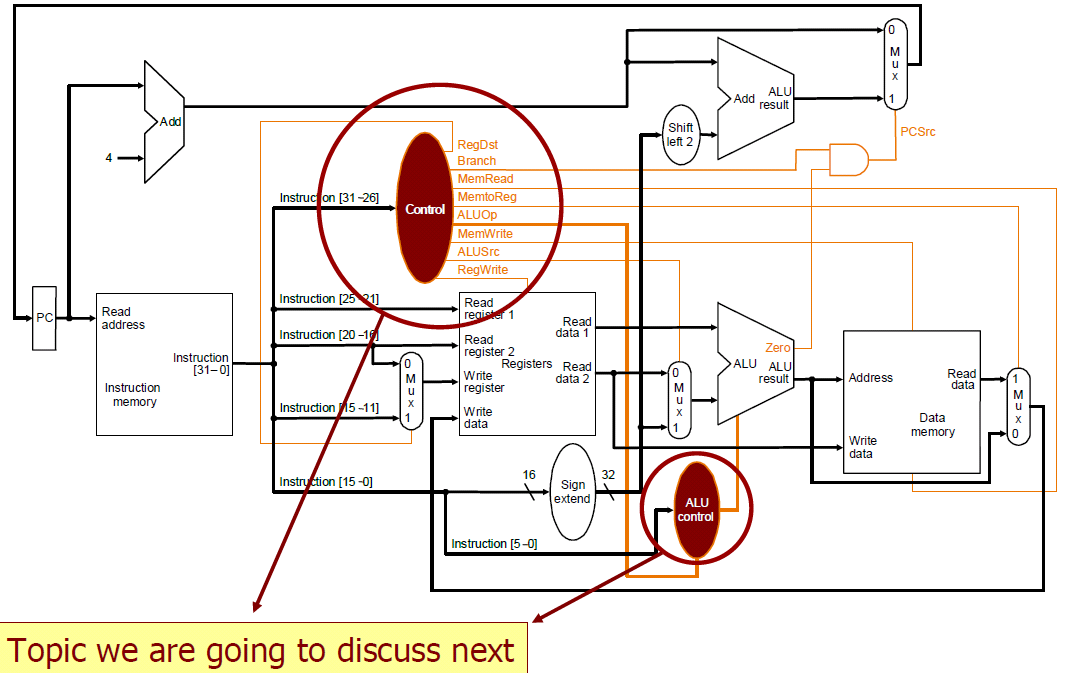 0
M
u
x
1
Add
ALU
result
Add
4
Shift
left 2
PCSrc
RegDst
Branch
MemRead
MemtoReg
ALUOp
MemWrite
ALUSrc
RegWrite
Instruction [31–26]
Control
Instruction [25–21]
Instruction [20–16]
Instruction [15–11]
Instruction [15–0]
PC
Read
address
Instruction
[31–0]
Instruction
memory
0
M
u
x
1
Read
register 1
Read
register 2
Write
register
Write
data
Registers
Read
data 1
Read
data 2
0
M
u
x
1
Zero
ALU
ALU
result
Address
Write
data
Read
data
Data
memory
1
M
u
x
0
16
Sign
extend
32
ALU
control
Instruction [5–0]
Topic we are going to discuss next